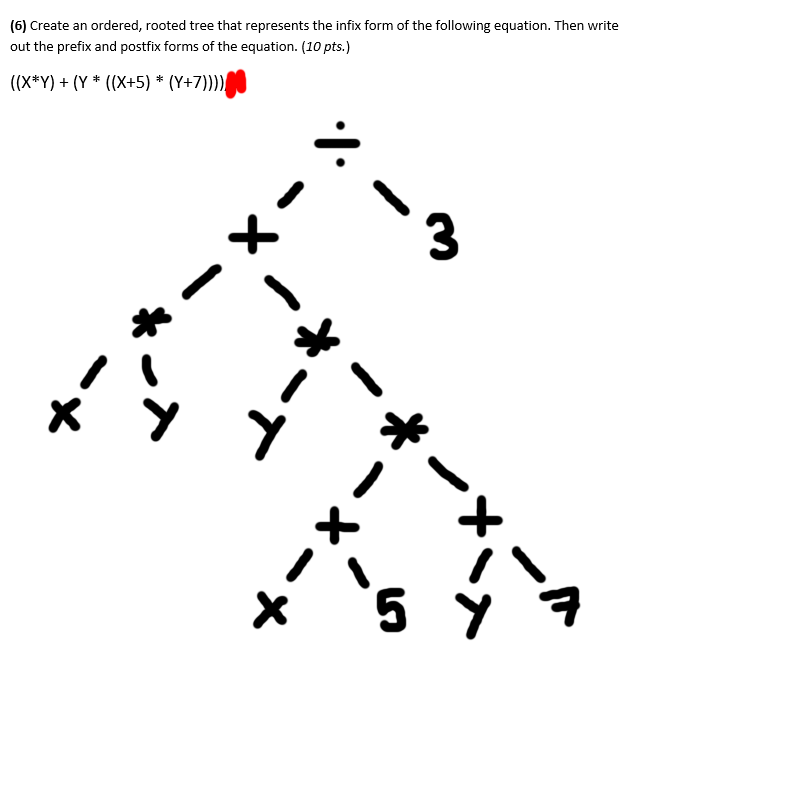 (6) Create an ordered, rooted tree that represents the infix form of the following equation. Then write
out the prefix and postfix forms of the equation. (10 pts.)
((X*Y) + (Y * ((X+5) * (Y+7))))
÷
+ 3
* *
x y y *
+ +
x 5 y 7